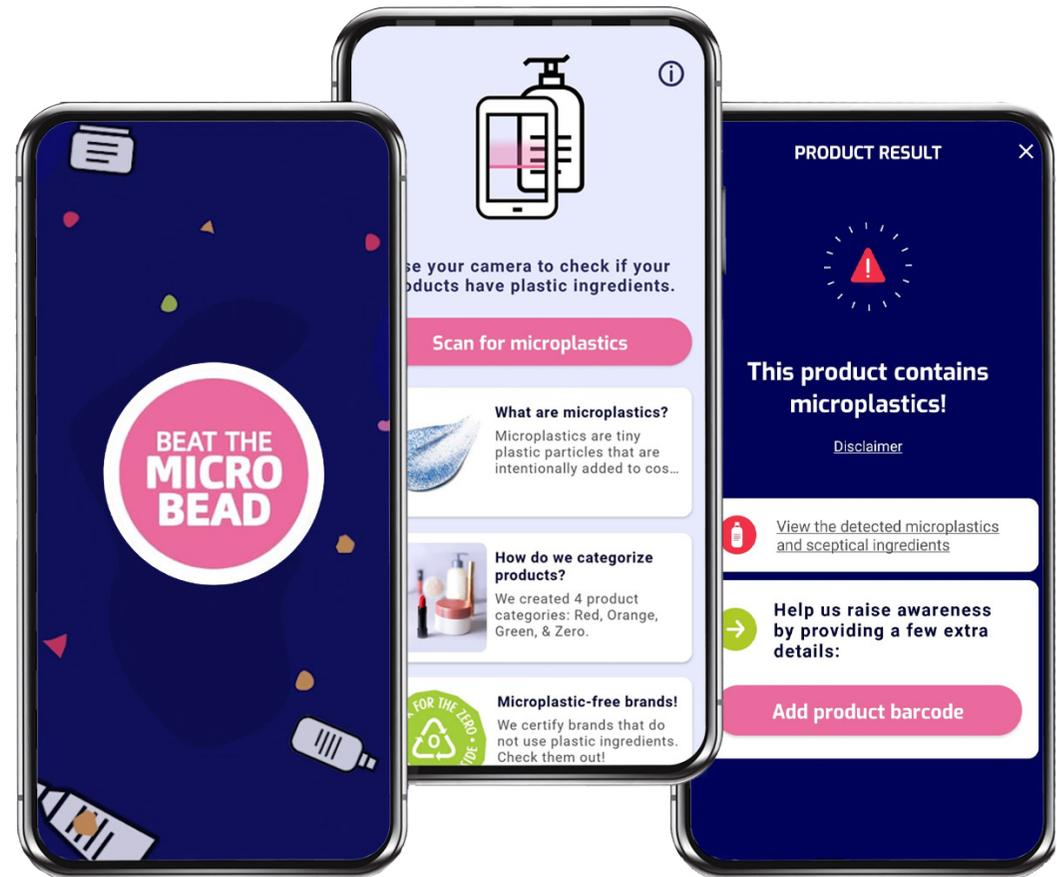 BEAT THE
MICRO
BEAD
se your camera to check if your
oducts have plastic ingredients.
Scan for microplastics
What are microplastics?
Microplastics are tiny
plastic particles that are
intentionally added to cos...
How do we categorize
products?
We created 4 product
categories: Red, Orange,
Green, & Zero.
FOR THE ZERO
Microplastic-free brands!
We certify brands that do
not use plastic ingredients.
Check them out!
PRODUCT RESULT
This product contains
microplastics!
Disclaimer
View the detected microplastics
and sceptical ingredients
Help us raise awareness
by providing a few extra
details:
Add product barcode